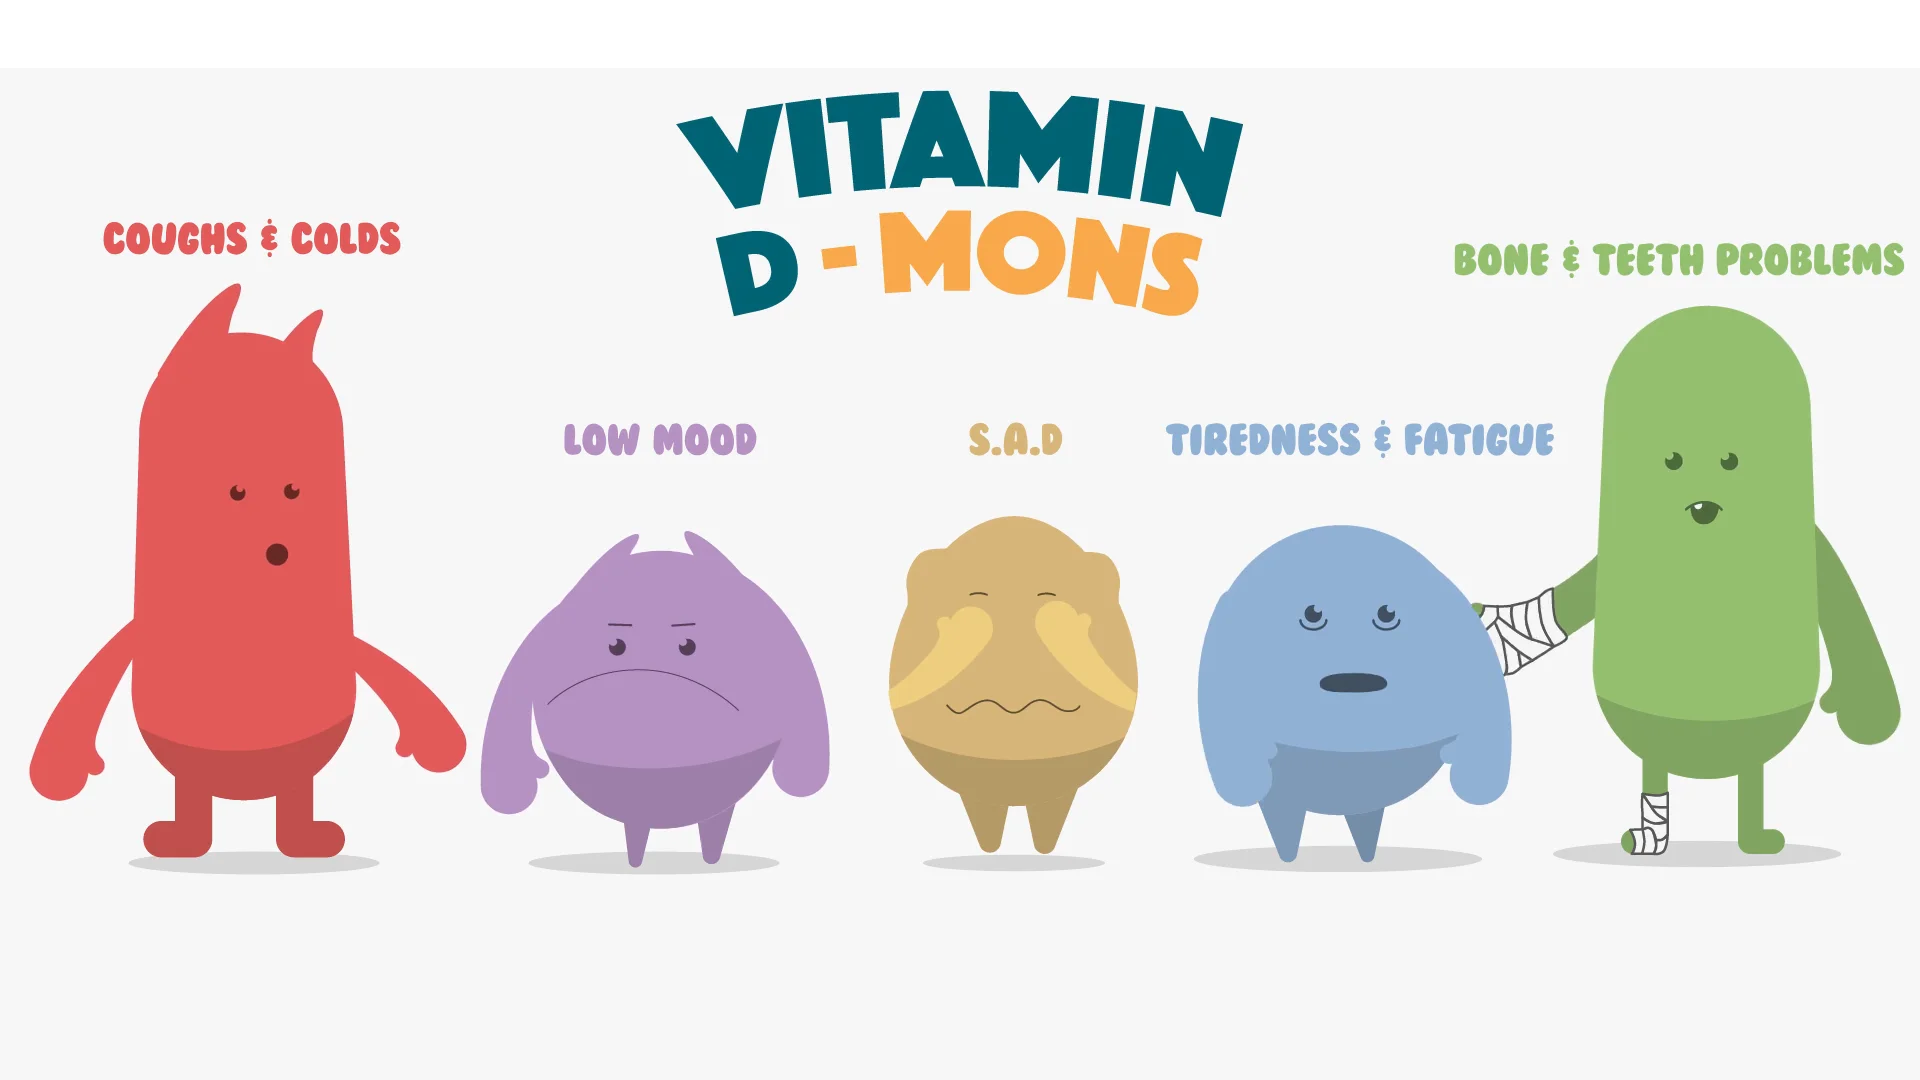 VITAMIN
D-MONS
COUGHS & COLDS
BONE & TEETH PROBLEMS
LOW MOOD
S.A.D
TIREDNESS & FATIGUE